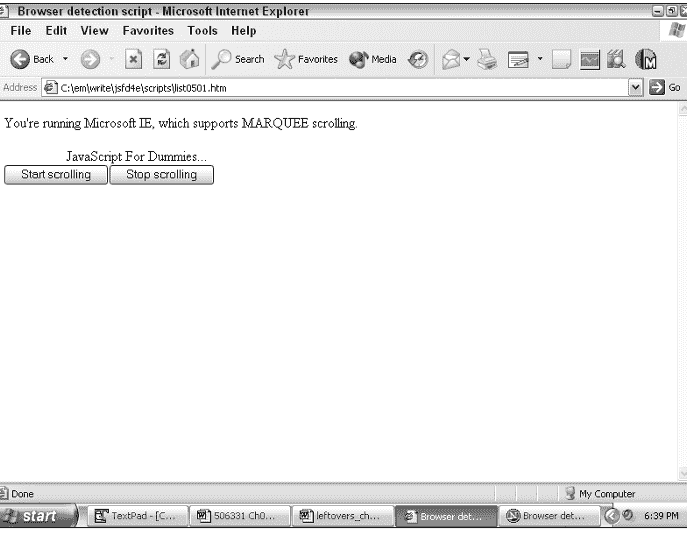 Browser detection script - Microsoft Internet Explorer
File Edit View Favorites Tools Help
Back Search Favorites Media
Address C:\em\write\jsfd4e\scripts\list0501.htm Go
You're running Microsoft IE, which supports MARQUEE scrolling.
JavaScript For Dummies...
Start scrolling Stop scrolling
Done My Computer
start TextPad - [C... 506331 Ch0... leftovers_ch... Browser det... Browser det... 6:39 PM